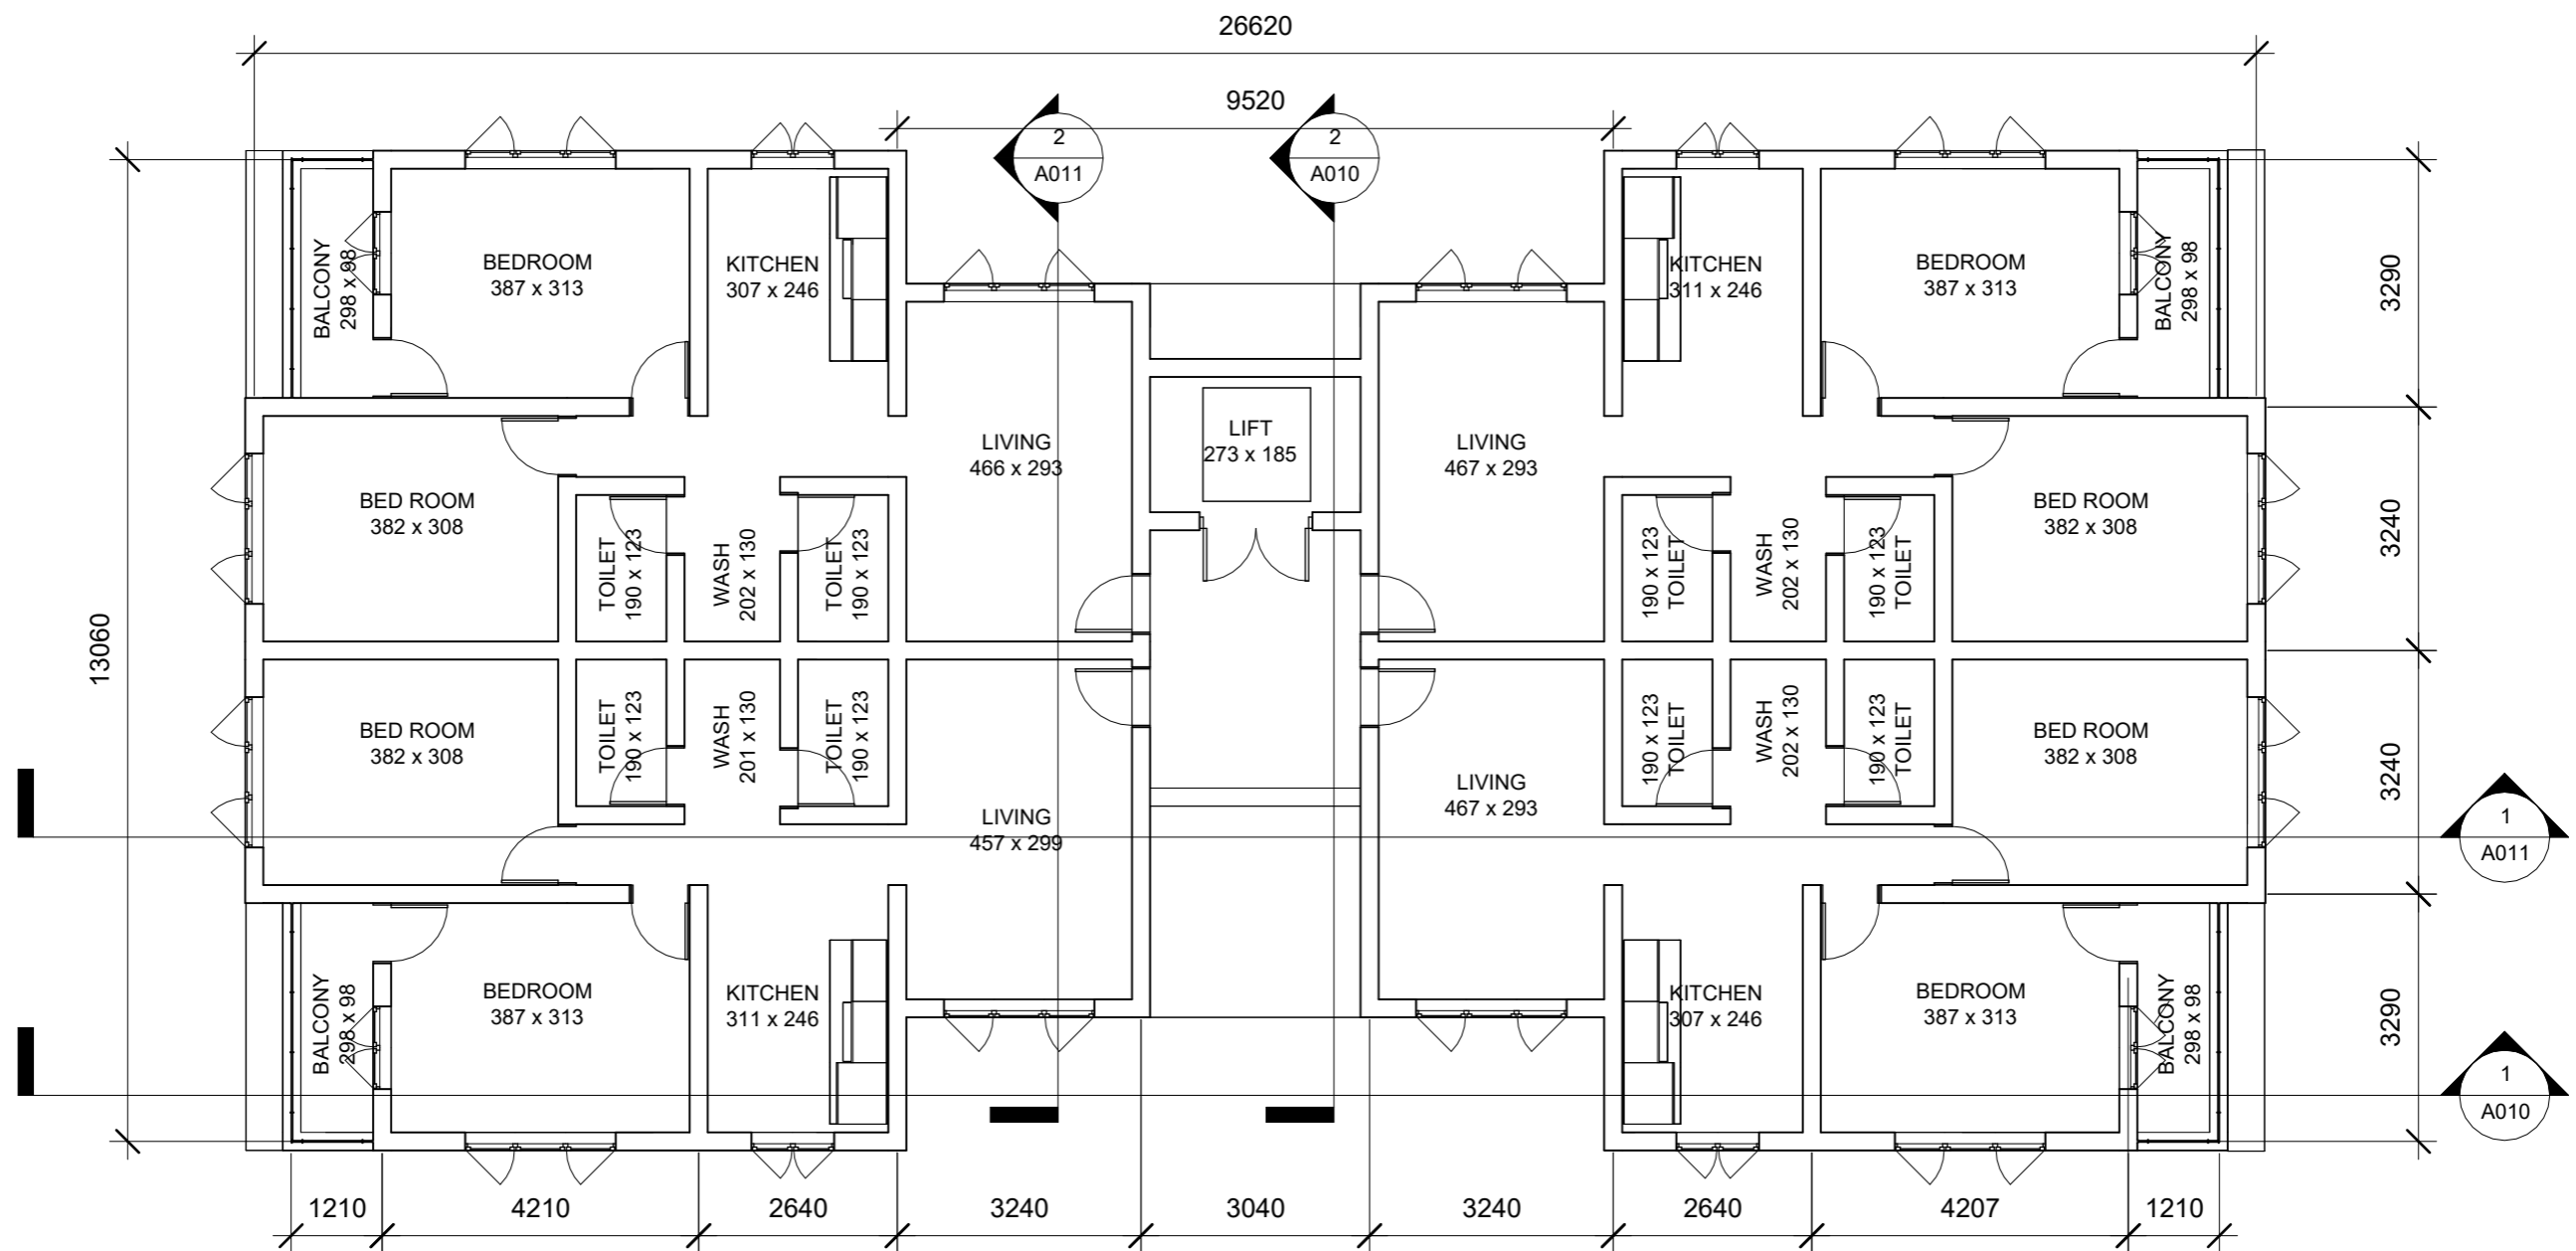 26620
9520
2
A011
2
A010
BALCONY
298 x 98
BEDROOM
387 x 313
KITCHEN
307 x 246
KITCHEN
311 x 246
BEDROOM
387 x 313
BALCONY
298 x 98
3290
LIVING
466 x 293
LIFT
273 x 185
LIVING
467 x 293
BED ROOM
382 x 308
TOILET
190 x 123
WASH
202 x 130
TOILET
190 x 123
190 x 123
TOILET
WASH
202 x 130
190 x 123
TOILET
BED ROOM
382 x 308
3240
13060
BED ROOM
382 x 308
TOILET
190 x 123
WASH
201 x 130
TOILET
190 x 123
190 x 123
TOILET
WASH
202 x 130
190 x 123
TOILET
BED ROOM
382 x 308
3240
LIVING
457 x 299
LIVING
467 x 293
1
A011
BALCONY
298 x 98
BEDROOM
387 x 313
KITCHEN
311 x 246
KITCHEN
307 x 246
BEDROOM
387 x 313
BALCONY
298 x 98
3290
1
A010
1210
4210
2640
3240
3040
3240
2640
4207
1210